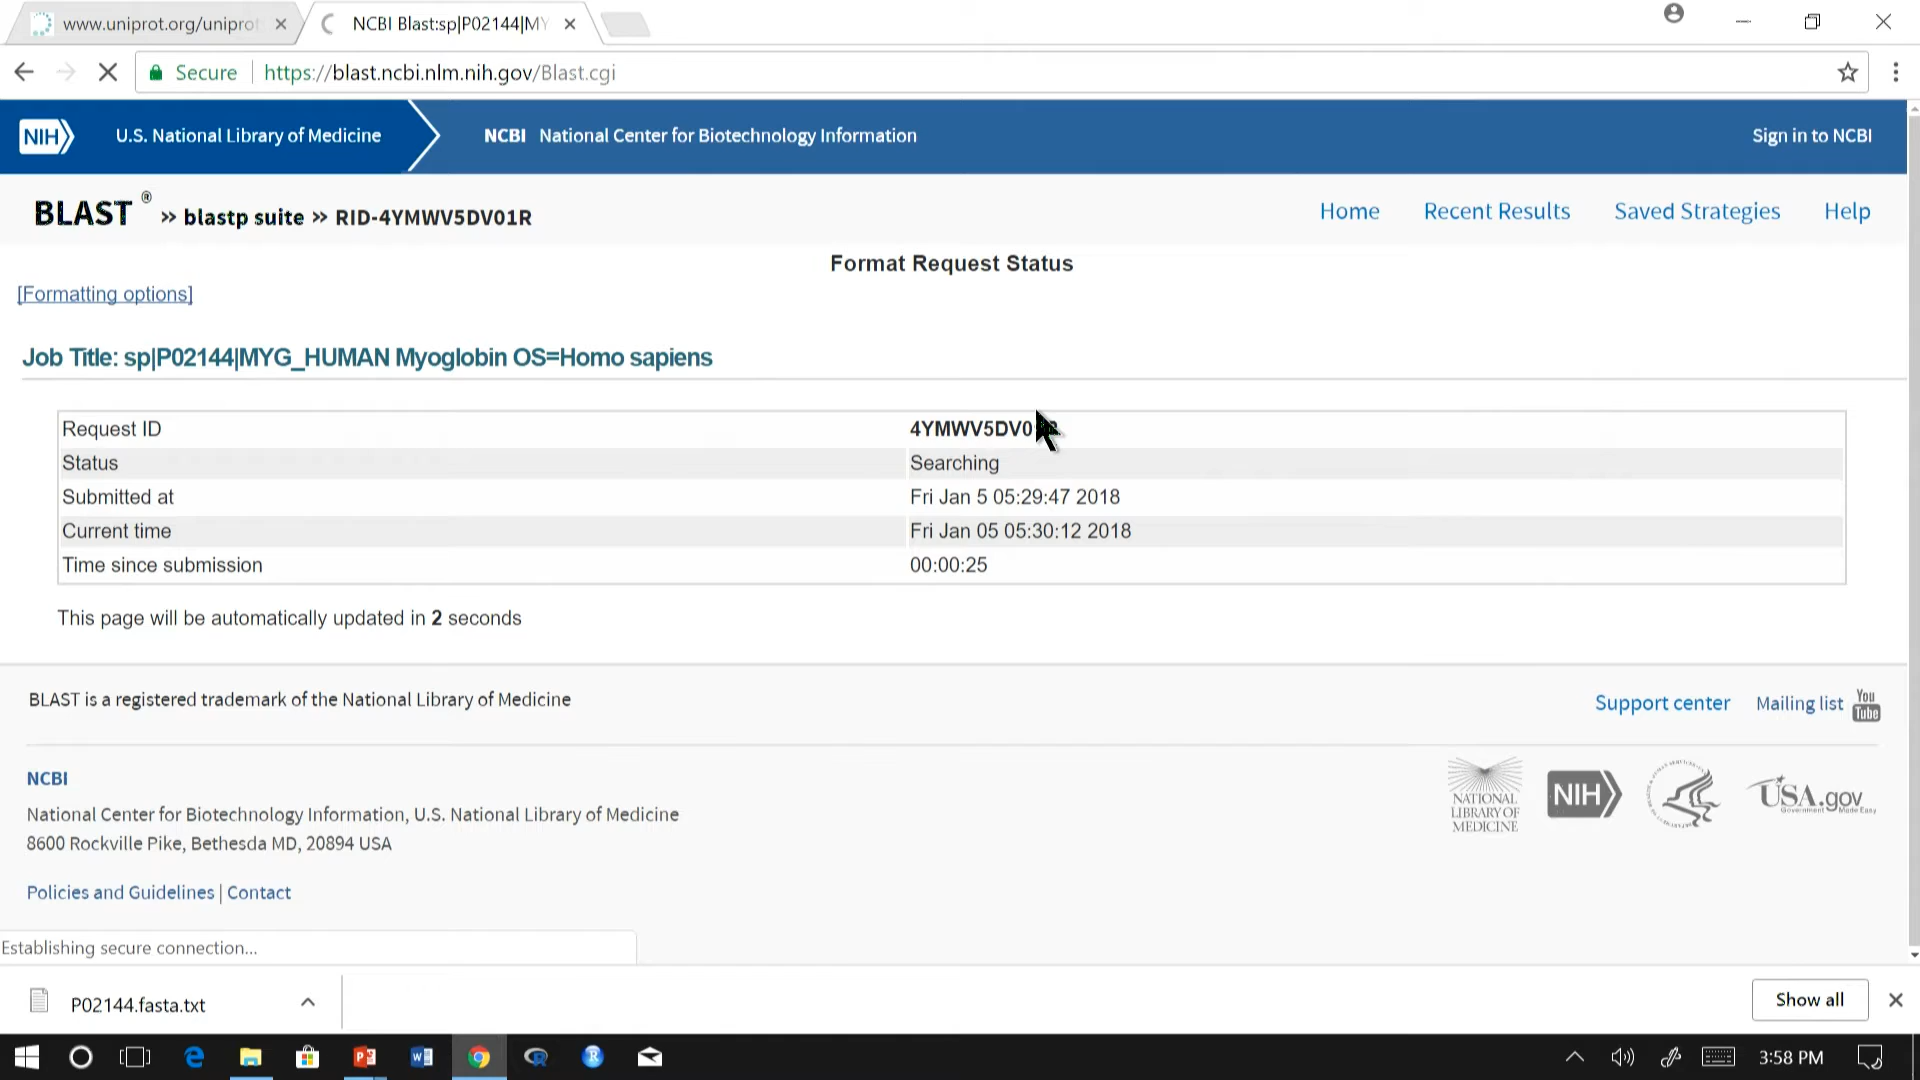 www.uniprot.org/uniprot
NCBI Blast:sp|P02144|MY
Secure
https://blast.ncbi.nlm.nih.gov/Blast.cgi
NIH
U.S. National Library of Medicine
NCBI National Center for Biotechnology Information
Sign in to NCBI
BLAST ® » blastp suite » RID-4YMWV5DV01R
Home
Recent Results
Saved Strategies
Help
Format Request Status
[Formatting options]
Job Title: sp|P02144|MYG_HUMAN Myoglobin OS=Homo sapiens
Request ID 4YMWV5DV0
Status Searching
Submitted at Fri Jan 5 05:29:47 2018
Current time Fri Jan 05 05:30:12 2018
Time since submission 00:00:25
This page will be automatically updated in 2 seconds
BLAST is a registered trademark of the National Library of Medicine
Support center
Mailing list
You
Tube
NCBI
National Center for Biotechnology Information, U.S. National Library of Medicine
8600 Rockville Pike, Bethesda MD, 20894 USA
NATIONAL
LIBRARY OF
MEDICINE
NIH
USA.gov
Government Made Easy
Policies and Guidelines | Contact
Establishing secure connection...
P02144.fasta.txt
Show all
3:58 PM